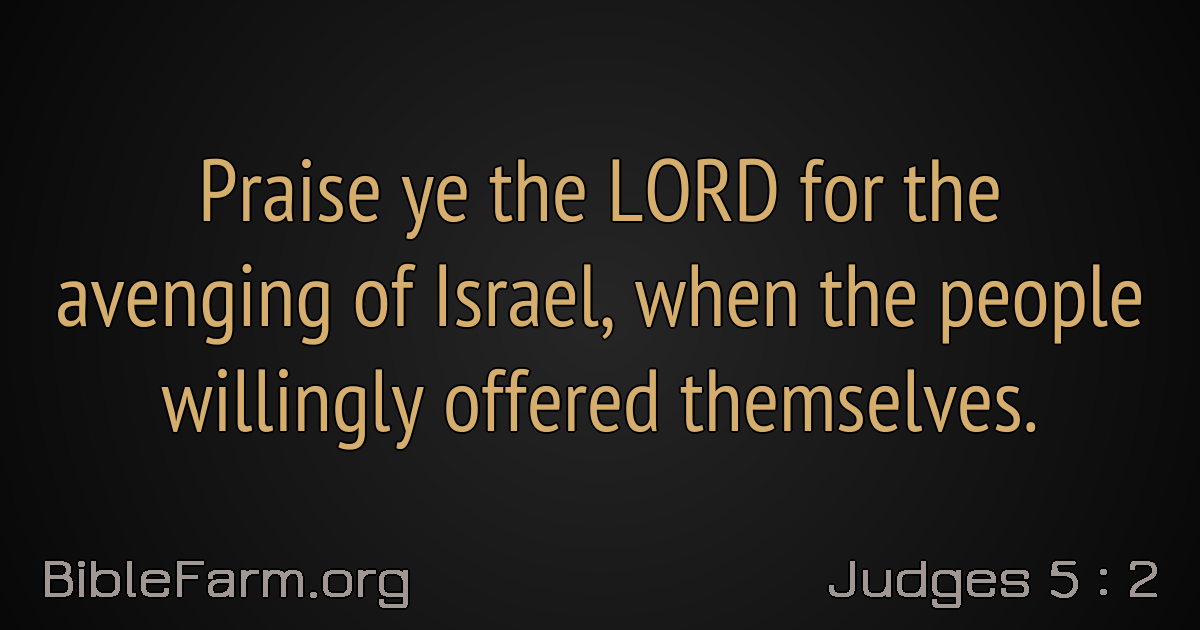 Praise ye the LORD for the
avenging of Israel, when the people
willingly offered themselves.
BibleFarm.org
Judges 5 : 2